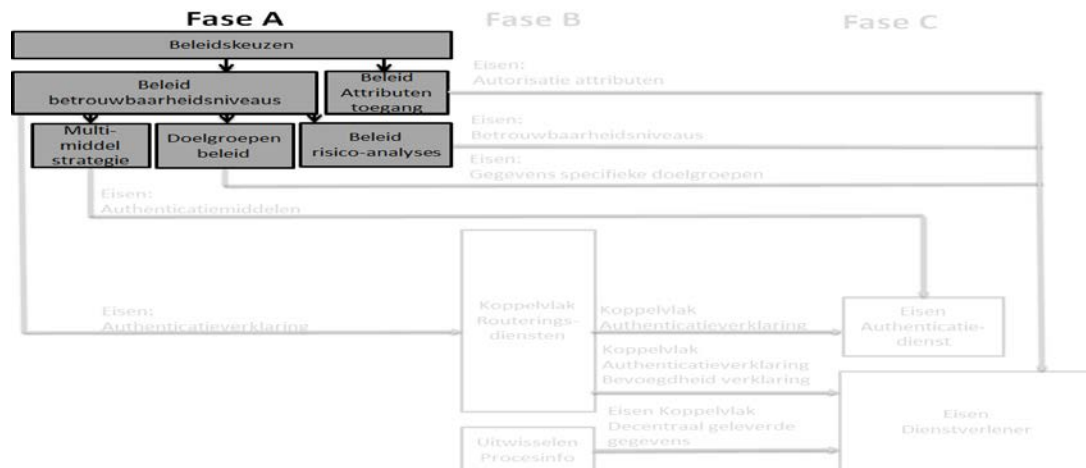 Fase A
Fase B
Fase C
Beleidskeuzen
Beleid
betrouwbaarheidsniveaus
Beleid
Attributen
toegang
Multi-
middel
strategie
Doelgroepen
beleid
Beleid
risico-analyses
Eisen:
Autorisatie attributen
Eisen:
Betrouwbaarheidsniveaus
Eisen:
Gegevens specifieke doelgroepen
Eisen:
Authenticatiemiddelen
Eisen:
Authenticatieverklaring
Koppelvlak
Routerings-
diensten
Koppelvlak
Authenticatieverklaring
Koppelvlak
Authenticatieverklaring
Bevoegdheid verklaring
Eisen
Authenticatie-
dienst
Eisen Koppelvlak
Decentraal geleverde
gegevens
Uitwisselen
Procesinfo
Eisen
Dienstverlener